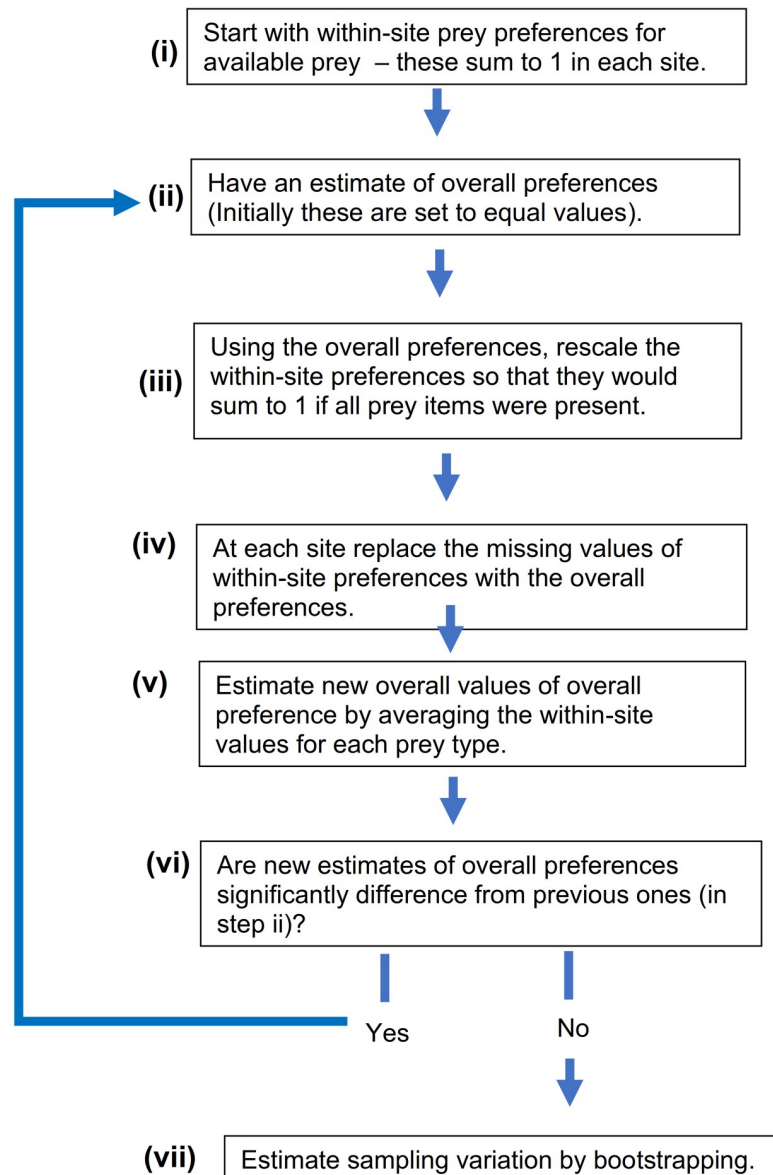 (i)
Start with within-site prey preferences for
available prey – these sum to 1 in each site.
(ii)
Have an estimate of overall preferences
(Initially these are set to equal values).
(iii)
Using the overall preferences, rescale the
within-site preferences so that they would
sum to 1 if all prey items were present.
(iv)
At each site replace the missing values of
within-site preferences with the overall
preferences.
(v)
Estimate new overall values of overall
preference by averaging the within-site
values for each prey type.
(vi)
Are new estimates of overall preferences
significantly difference from previous ones (in
step ii)?
Yes
No
(vii)
Estimate sampling variation by bootstrapping.